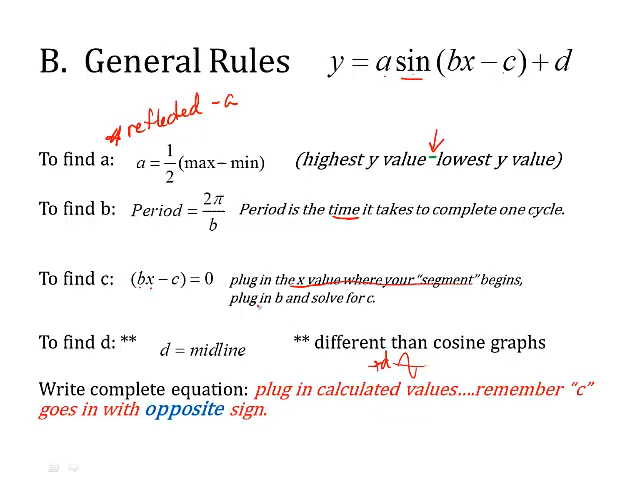 B. General Rules y = a sin (bx − c) + d
* reflected -a
To find a: a = 1/2 (max − min) (highest y value - lowest y value)
To find b: Period = 2π/b Period is the time it takes to complete one cycle.
To find c: (bx − c) = 0 plug in the x value where your “segment” begins,
plug in b and solve for c.
To find d: ** d = midline ** different than cosine graphs
+d
Write complete equation: plug in calculated values….remember “c”
goes in with opposite sign.